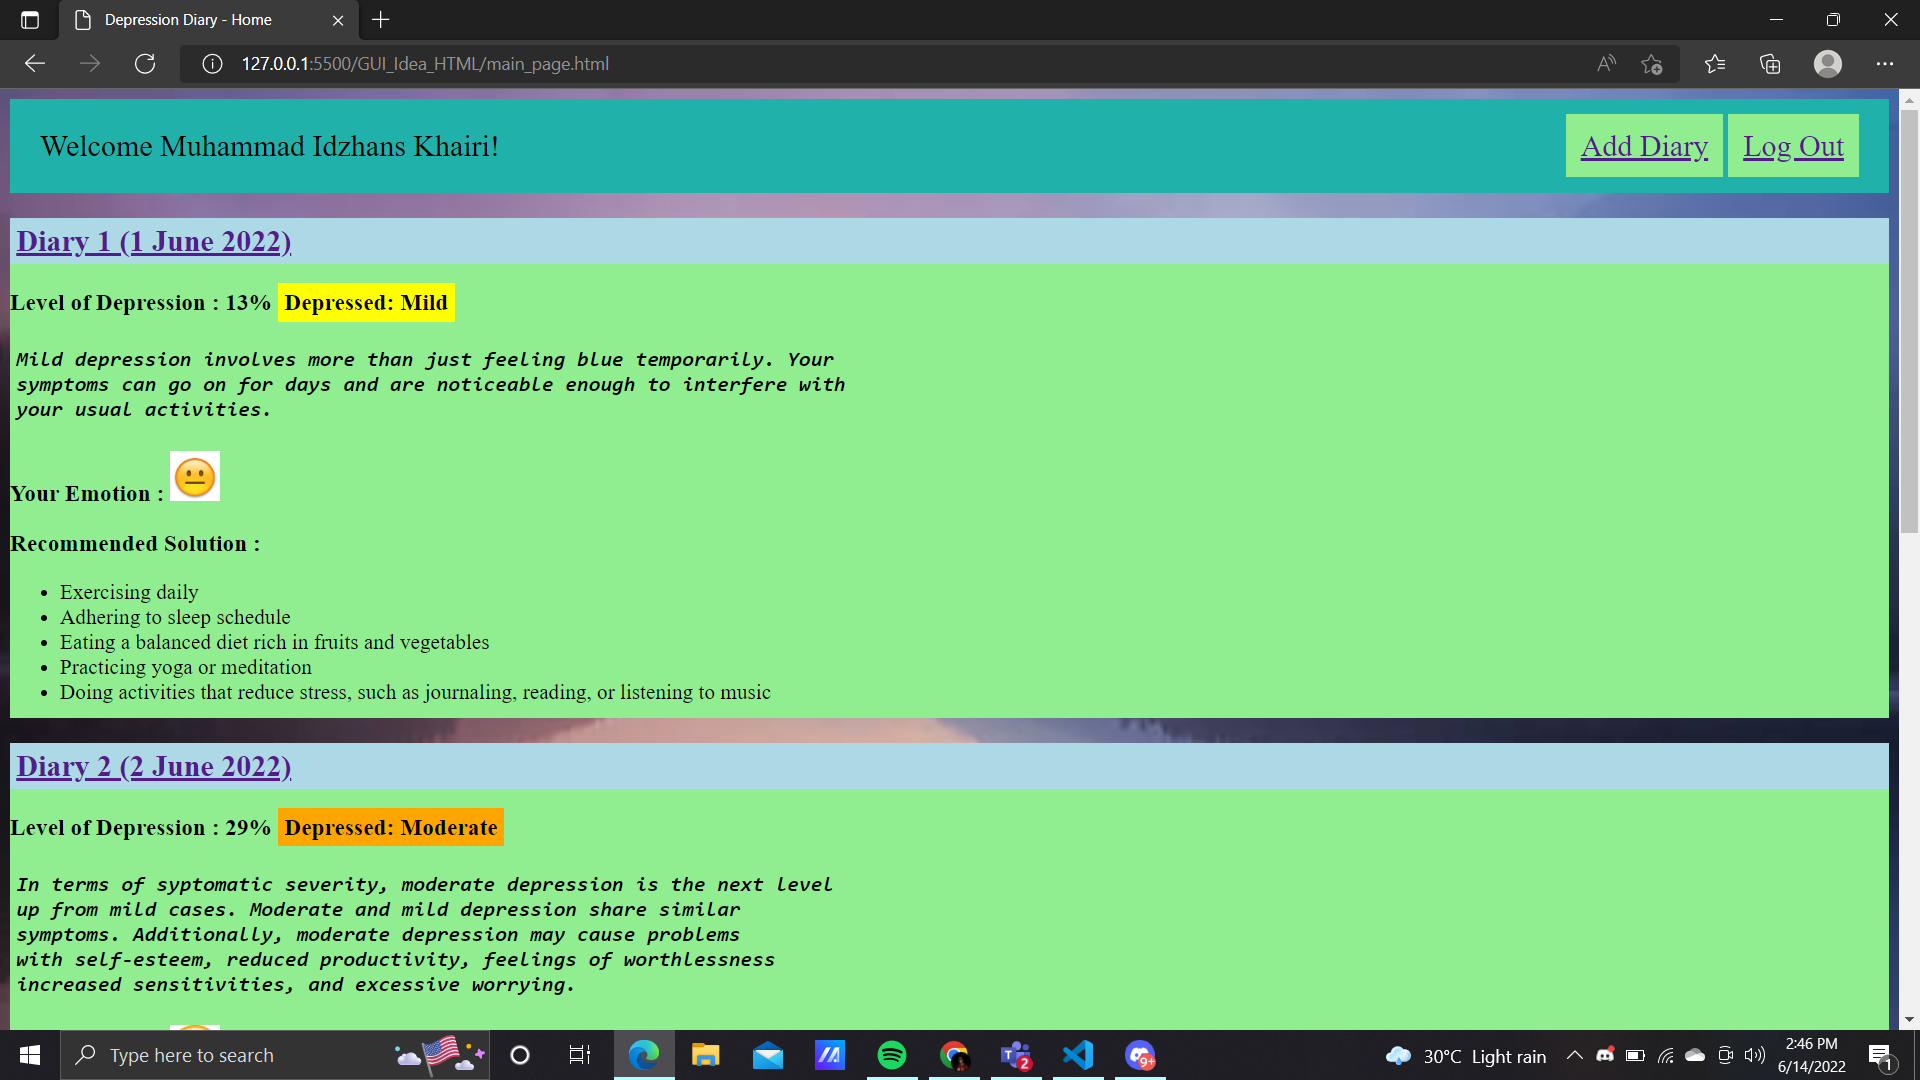 Depression Diary - Home
127.0.0.1:5500/GUI_Idea_HTML/main_page.html
Welcome Muhammad Idzhans Khairi!
Add Diary
Log Out
Diary 1 (1 June 2022)
Level of Depression : 13% Depressed: Mild
Mild depression involves more than just feeling blue temporarily. Your
symptoms can go on for days and are noticeable enough to interfere with
your usual activities.
Your Emotion :
Recommended Solution :
• Exercising daily
• Adhering to sleep schedule
• Eating a balanced diet rich in fruits and vegetables
• Practicing yoga or meditation
• Doing activities that reduce stress, such as journaling, reading, or listening to music
Diary 2 (2 June 2022)
Level of Depression : 29% Depressed: Moderate
In terms of syptomatic severity, moderate depression is the next level
up from mild cases. Moderate and mild depression share similar
symptoms. Additionally, moderate depression may cause problems
with self-esteem, reduced productivity, feelings of worthlessness
increased sensitivities, and excessive worrying.
Type here to search
2
9+
30°C Light rain
2:46 PM
6/14/2022
1